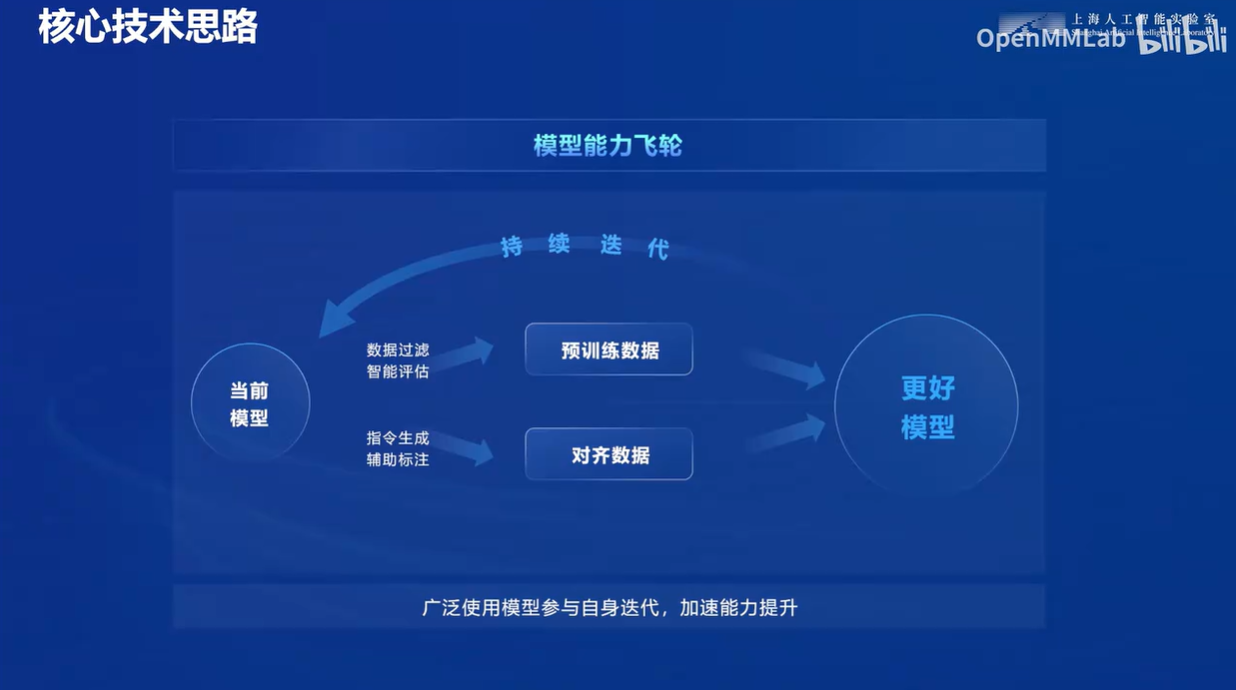 核心技术思路
上海人工智能实验室
Shanghai Artificial Intelligence Laboratory
OpenMMLab bilibili
模型能力飞轮
持续迭代
数据过滤
智能评估
预训练数据
当前
模型
更好
模型
指令生成
辅助标注
对齐数据
广泛使用模型参与自身迭代，加速能力提升